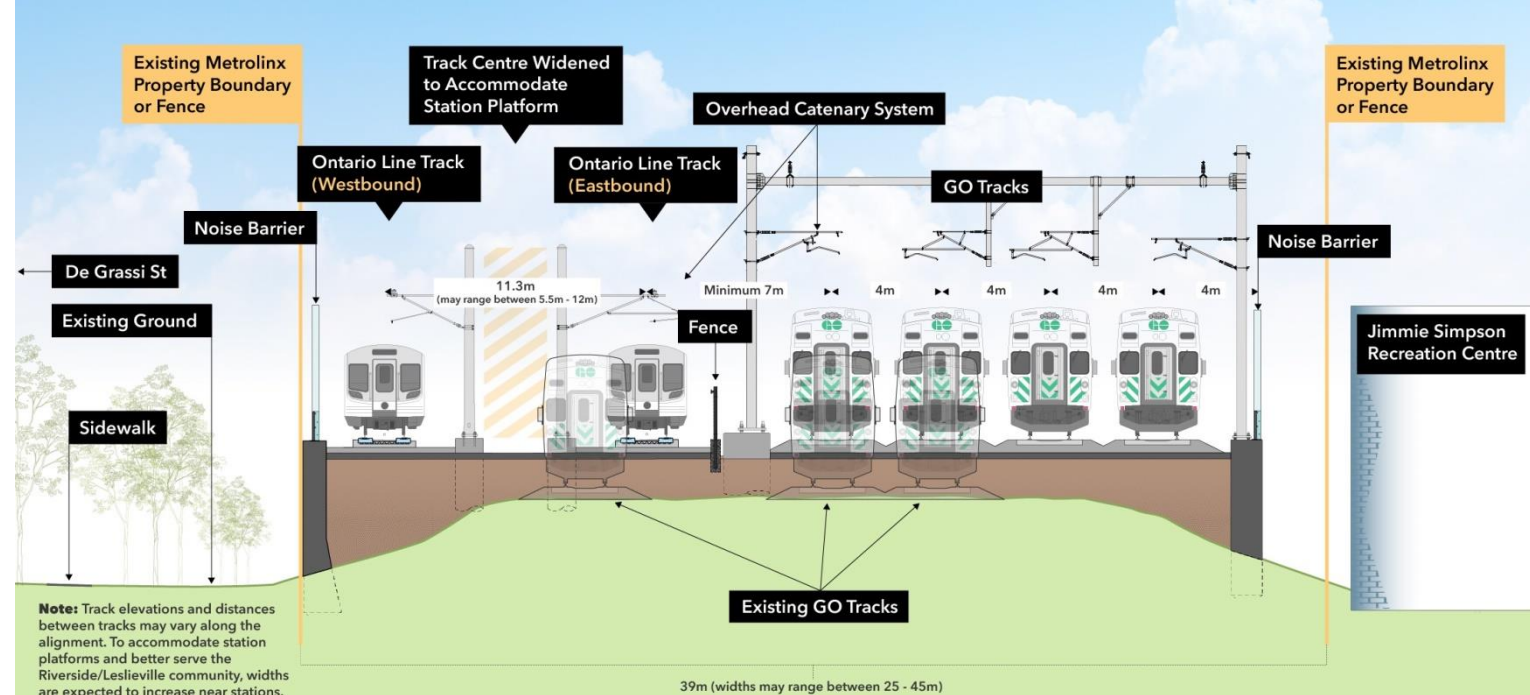 Existing Metrolinx
Property Boundary
or Fence
Track Centre Widened
to Accommodate
Station Platform
Existing Metrolinx
Property Boundary
or Fence
Overhead Catenary System
Ontario Line Track
(Westbound)
Ontario Line Track
(Eastbound)
GO Tracks
Noise Barrier
Noise Barrier
De Grassi St
11.3m
(may range between 5.5m - 12m)
Minimum 7m
4m
4m
4m
4m
Existing Ground
Fence
Jimmie Simpson
Recreation Centre
GO
GO
GO
GO
GO
Sidewalk
Existing GO Tracks
Note: Track elevations and distances
between tracks may vary along the
alignment. To accommodate station
platforms and better serve the
Riverside/Leslieville community, widths
are expected to increase near stations.
39m (widths may range between 25 - 45m)